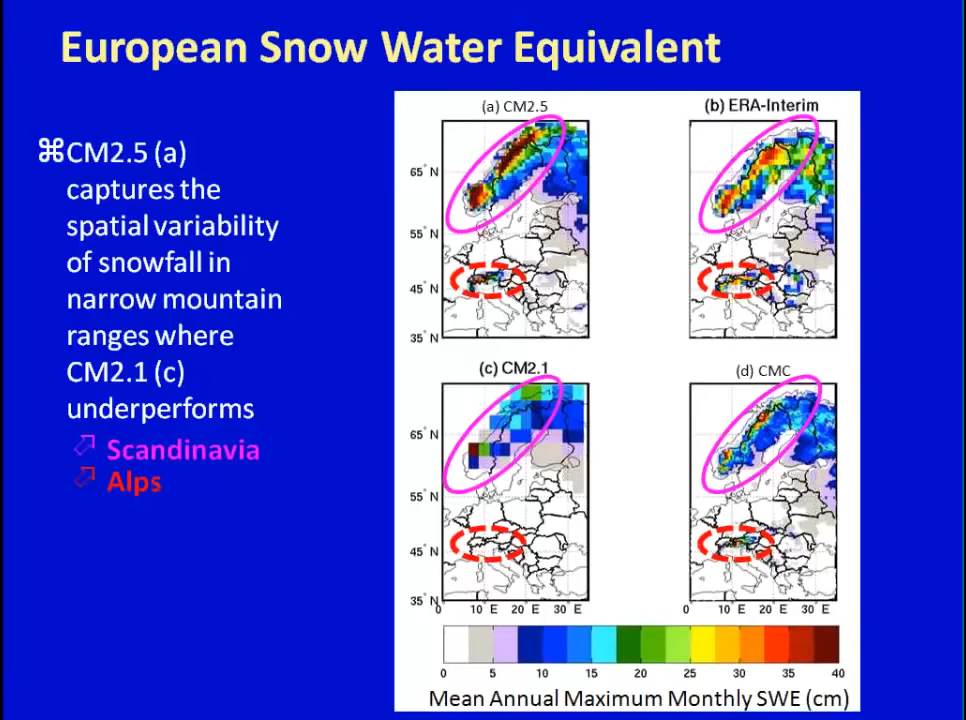 European Snow Water Equivalent
⌘CM2.5 (a)
captures the
spatial variability
of snowfall in
narrow mountain
ranges where
CM2.1 (c)
underperforms
Scandinavia
Alps
(a) CM2.5
(b) ERA-Interim
65° N
55° N
45° N
35° N
(c) CM2.1
(d) CMC
65° N
55° N
45° N
35° N
0 10 E 20 E 30 E
0 10 E 20 E 30 E
0 5 10 15 20 25 30 35 40
Mean Annual Maximum Monthly SWE (cm)